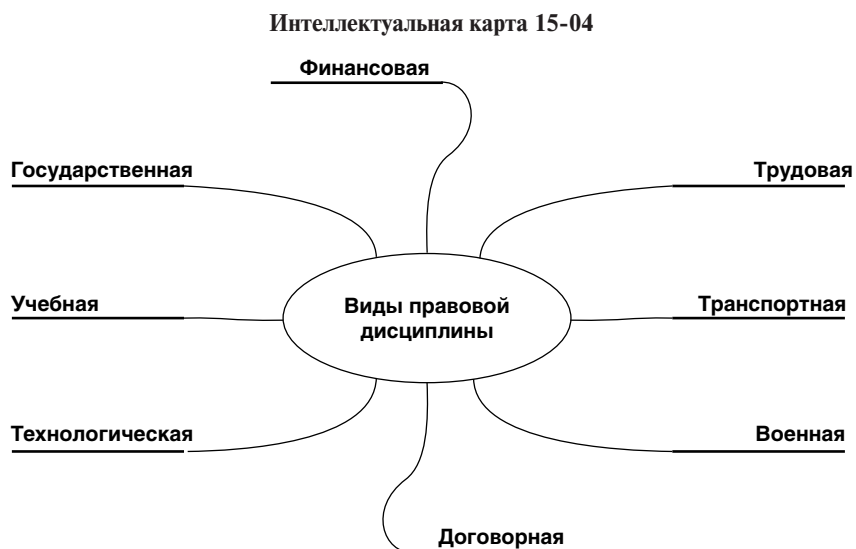 Интеллектуальная карта 15-04
Финансовая
Государственная
Трудовая
Учебная
Виды правовой
дисциплины
Транспортная
Технологическая
Военная
Договорная